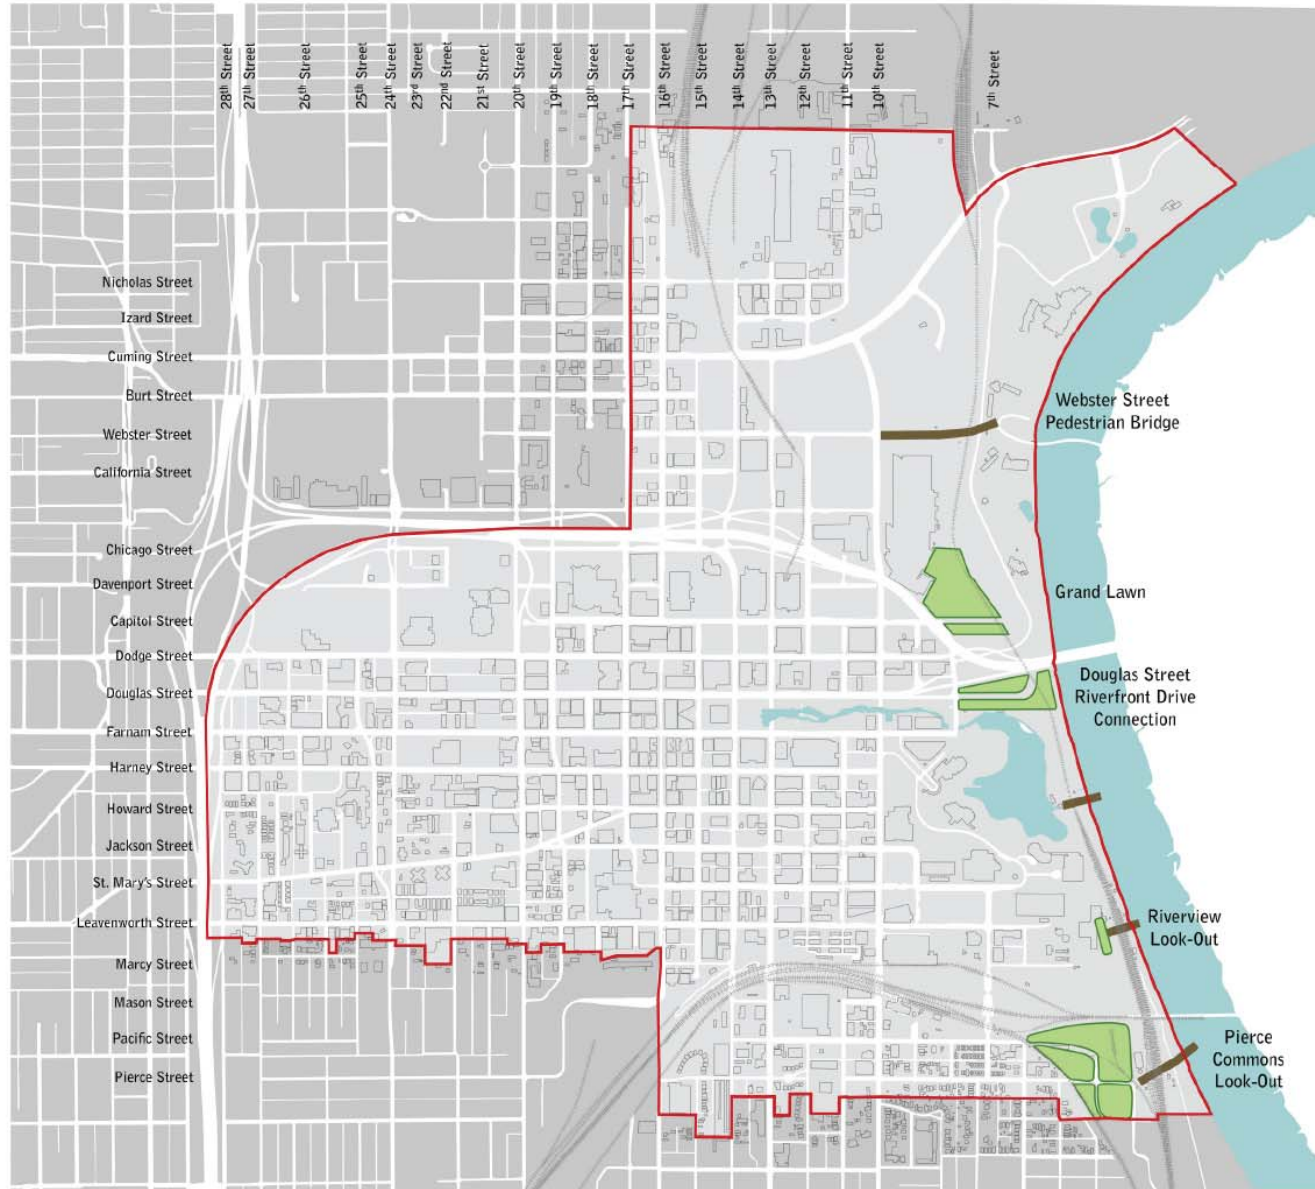 28th Street
27th Street
26th Street
25th Street
24th Street
23rd Street
22nd Street
21st Street
20th Street
19th Street
18th Street
17th Street
16th Street
15th Street
14th Street
13th Street
12th Street
11th Street
10th Street
7th Street
Nicholas Street
Izard Street
Cuming Street
Burt Street
Webster Street
California Street
Chicago Street
Davenport Street
Capitol Street
Dodge Street
Douglas Street
Farnam Street
Harney Street
Howard Street
Jackson Street
St. Mary's Street
Leavenworth Street
Marcy Street
Mason Street
Pacific Street
Pierce Street
Webster Street
Pedestrian Bridge
Grand Lawn
Douglas Street
Riverfront Drive
Connection
Riverview
Look-Out
Pierce
Commons
Look-Out